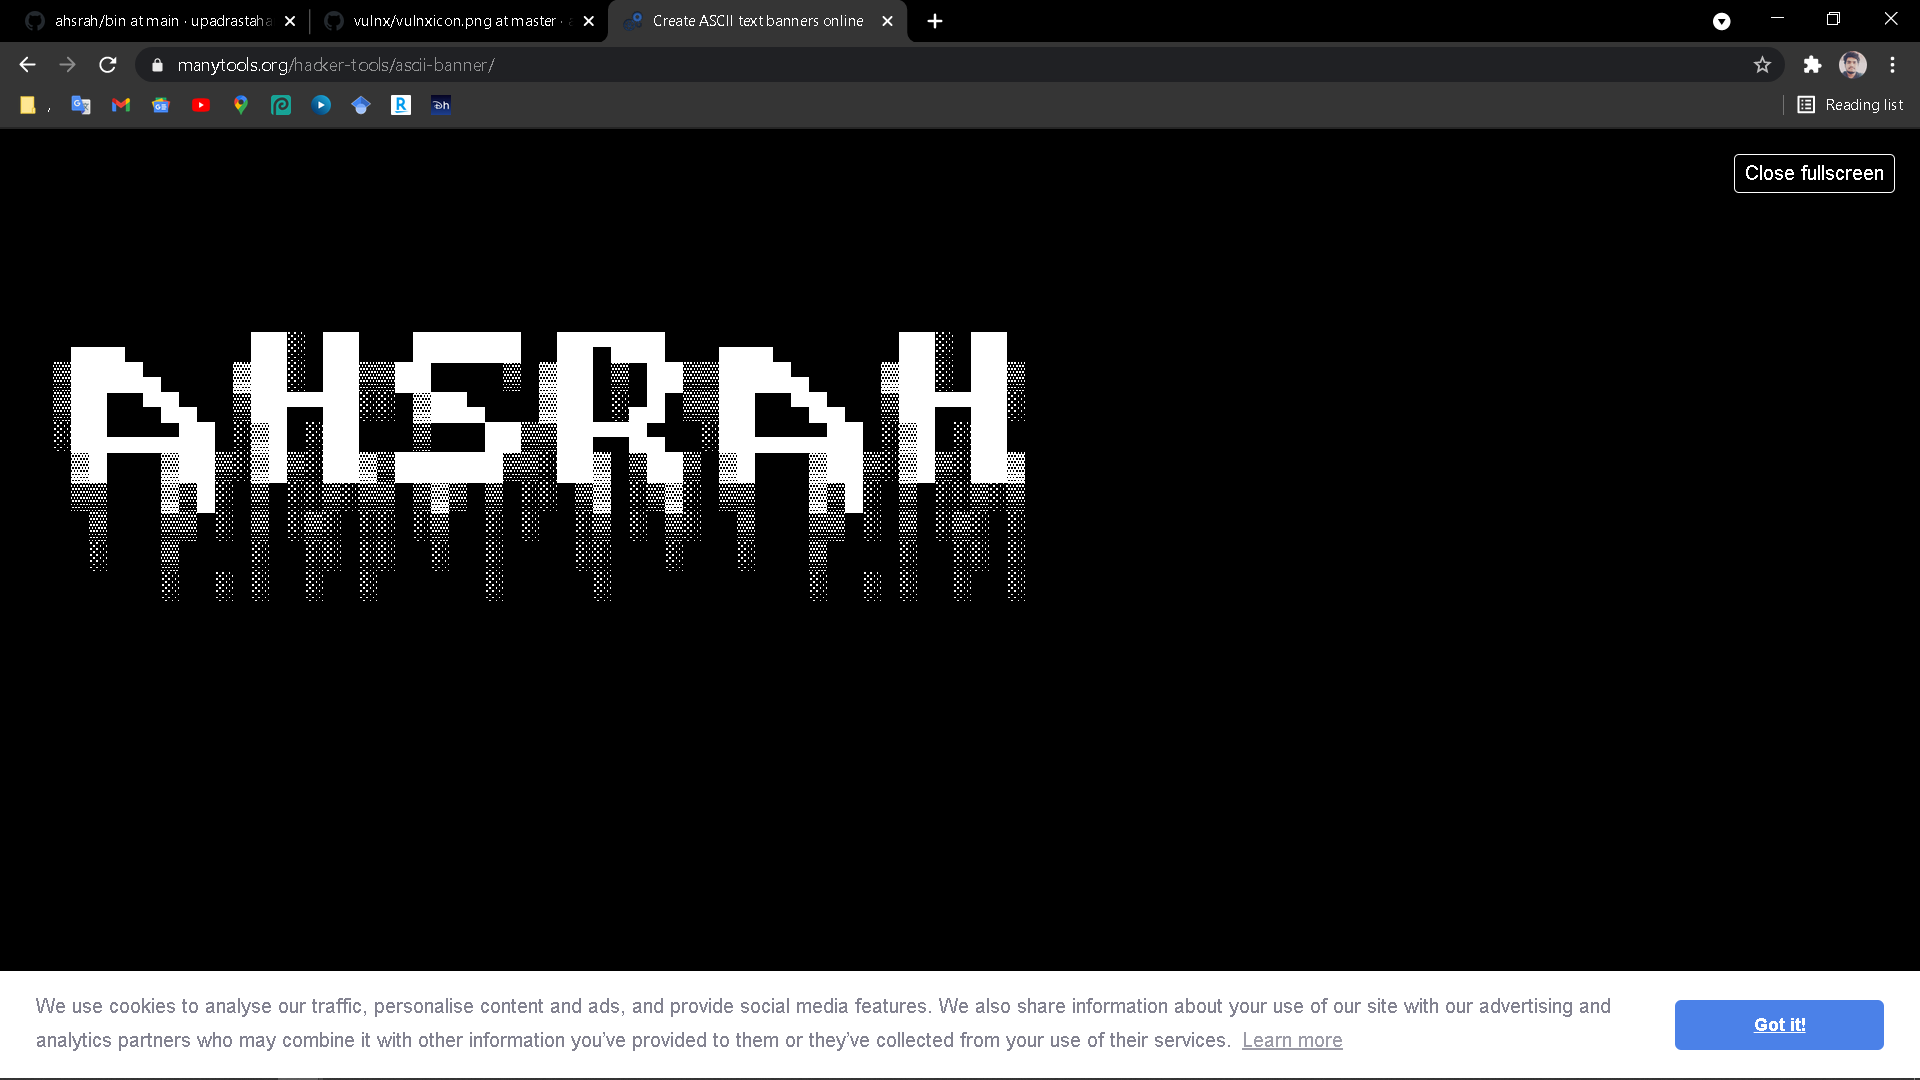 ahsrah/bin at main · upadrastaha
vulnx/vulnxicon.png at master ·
Create ASCII text banners online
manytools.org/hacker-tools/ascii-banner/
Reading list
Close fullscreen
AHSRAH
We use cookies to analyse our traffic, personalise content and ads, and provide social media features. We also share information about your use of our site with our advertising and
analytics partners who may combine it with other information you've provided to them or they've collected from your use of their services. Learn more
Got it!